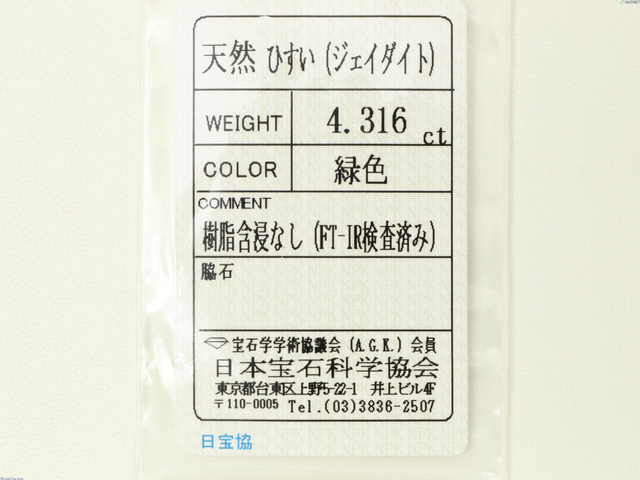 天然 ひすい (ジェイダイト)
WEIGHT 4.316 ct
COLOR 緑色
COMMENT
樹脂含浸なし (FT-IR検査済み)
脇石
宝石学学術協議会 (A.G.K.) 会員
日本宝石科学協会
東京都台東区上野5-22-1 井上ビル4F
〒110-0005 Tel.(03)3836-2507
日宝協